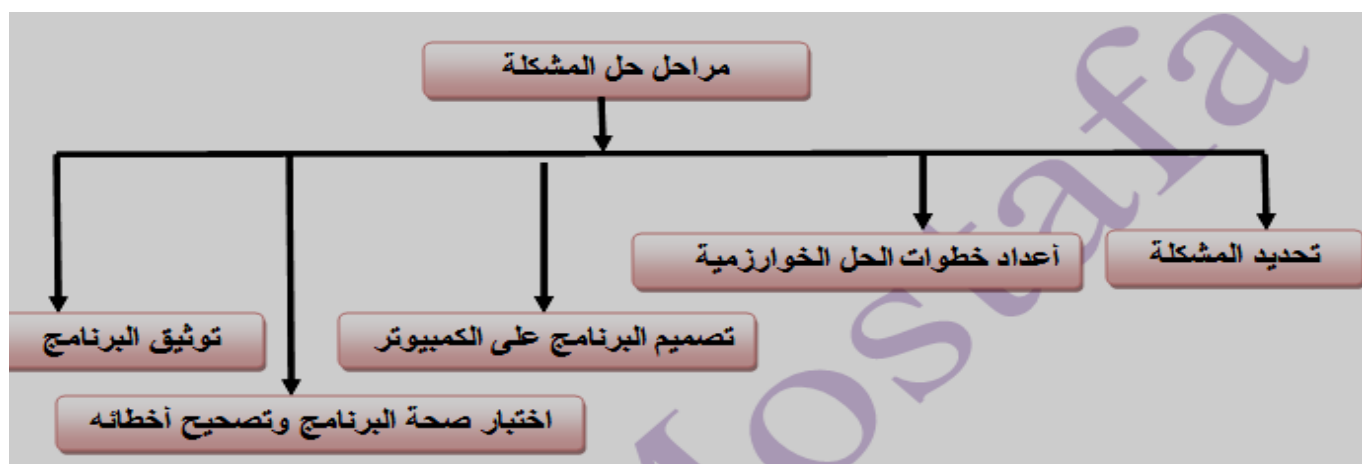 مراحل حل المشكلة
تحديد المشكلة
أعداد خطوات الحل الخوارزمية
تصميم البرنامج على الكمبيوتر
اختبار صحة البرنامج وتصحيح أخطائه
توثيق البرنامج
Mostafa